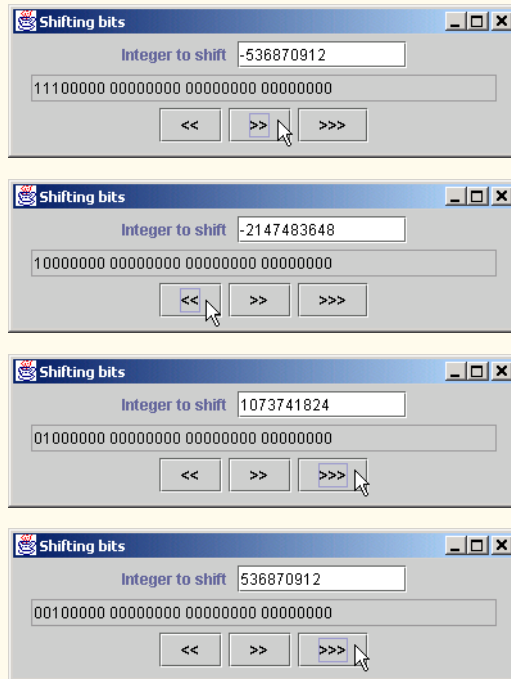 Shifting bits
Integer to shift -536870912
11100000 00000000 00000000 00000000
<< >> >>>
Shifting bits
Integer to shift -2147483648
10000000 00000000 00000000 00000000
<< >> >>>
Shifting bits
Integer to shift 1073741824
01000000 00000000 00000000 00000000
<< >> >>>
Shifting bits
Integer to shift 536870912
00100000 00000000 00000000 00000000
<< >> >>>